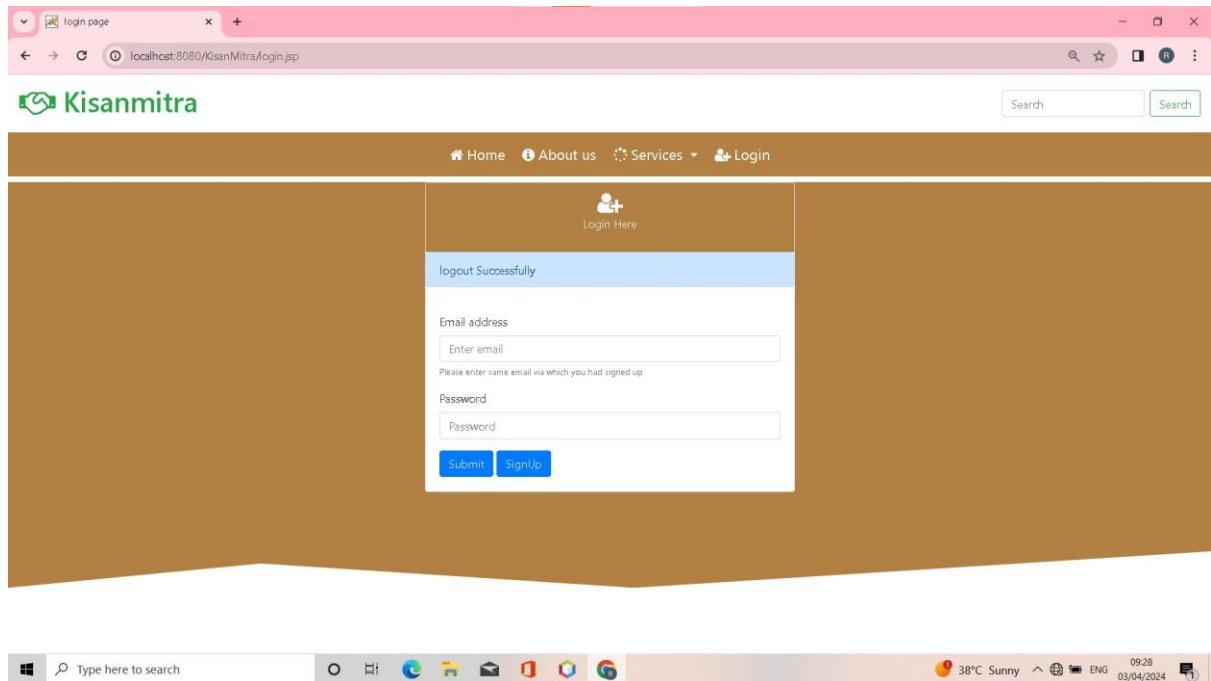 login page
localhost:8080/KisanMitra/login.jsp
R
Kisanmitra
Search Search
Home About us Services Login
Login Here
logout Successfully
Email address
Enter email
Please enter same email via which you had signed up
Password
Password
Submit SignUp
Type here to search
38°C Sunny ENG 09:28
03/04/2024